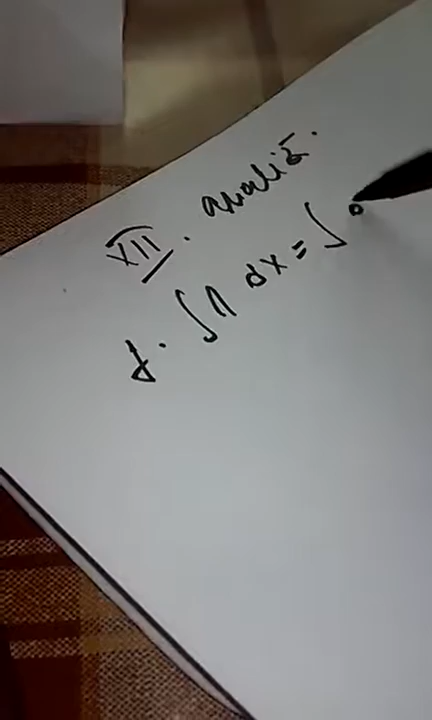 XII. analiză.
1. ∫ 1 dx = ∫